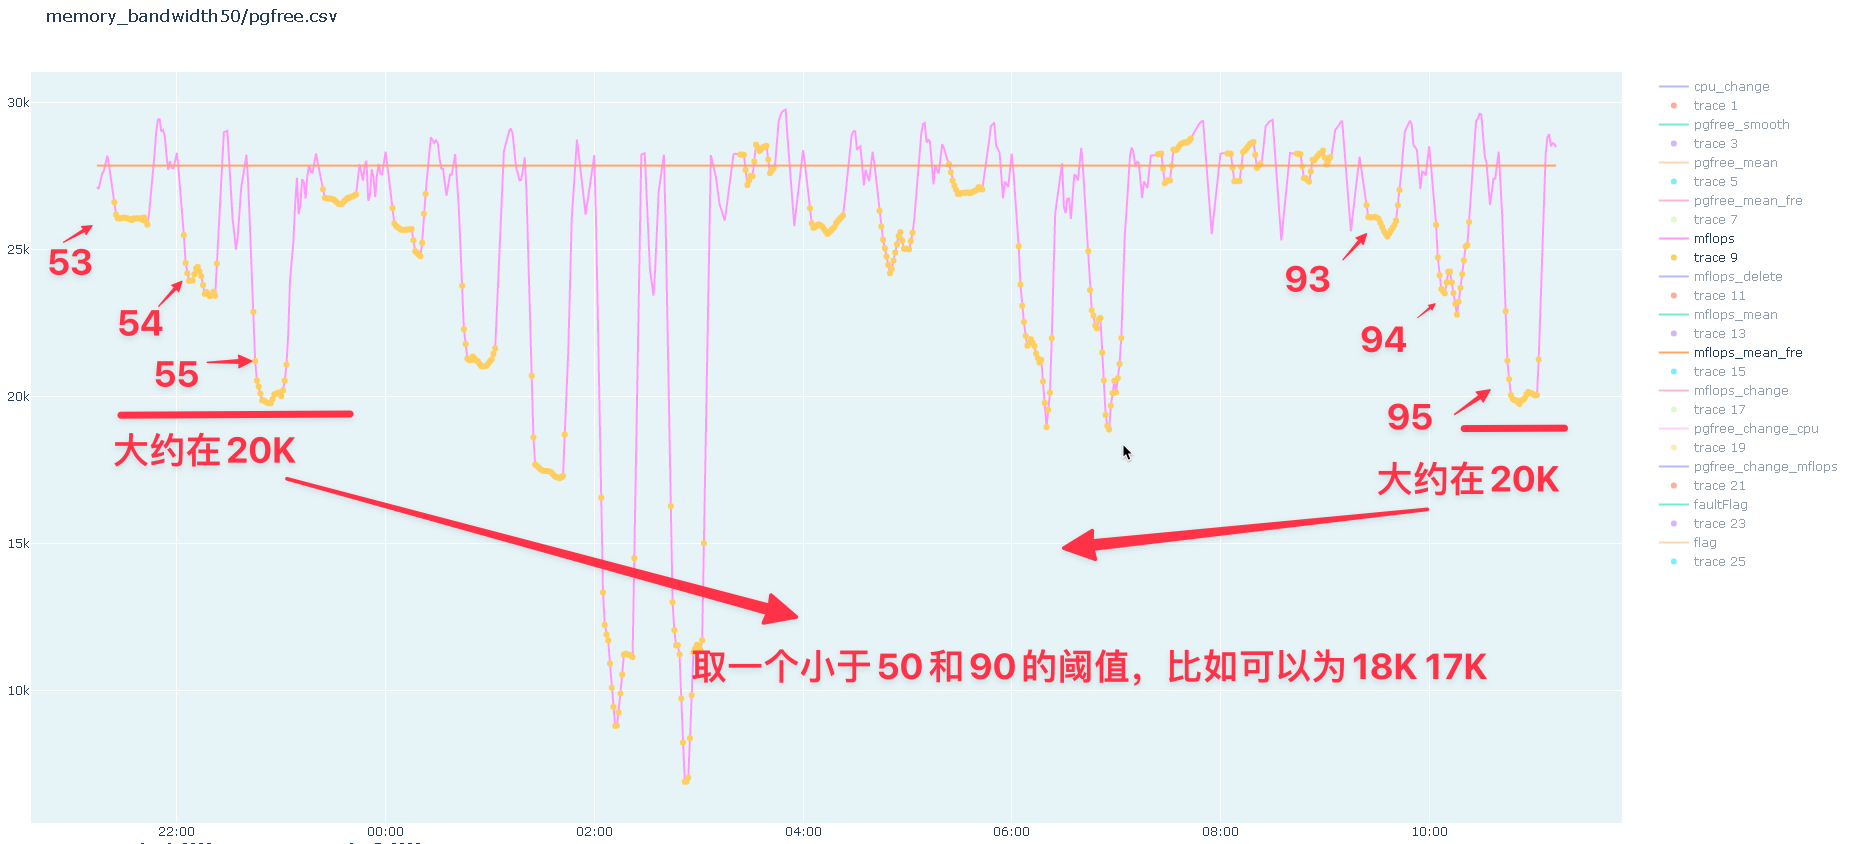 memory_bandwidth50/pgfree.csv
30k
25k
20k
15k
10k
22:00
00:00
02:00
04:00
06:00
08:00
10:00
53
54
55
大约在20K
93
94
95
大约在20K
取一个小于50和90的阈值，比如可以为18K 17K
cpu_change
trace 1
pgfree_smooth
trace 3
pgfree_mean
trace 5
pgfree_mean_fre
trace 7
mflops
trace 9
mflops_delete
trace 11
mflops_mean
trace 13
mflops_mean_fre
trace 15
mflops_change
trace 17
pgfree_change_cpu
trace 19
pgfree_change_mflops
trace 21
faultFlag
trace 23
flag
trace 25